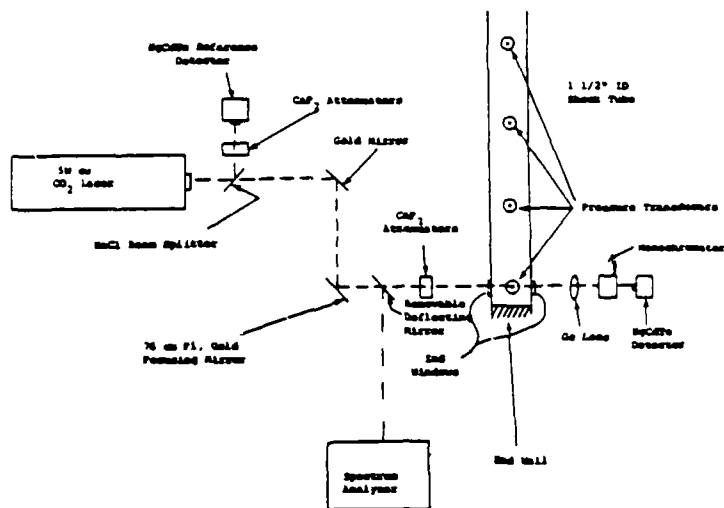 HgCdTe Reference
Detector
CaF2 Attenuators
Gold Mirror
1 1/2" ID
Shock Tube
1W cw
CO2 laser
NaCl Beam Splitter
CaF2
Attenuators
Pressure Transducers
Monochrometer
Removable
Deflecting
Mirror
76 cm Fl. Gold
Focusing Mirror
Windows
Ge Lens
HgCdTe
Detector
End Wall
Spectrum
Analyzer